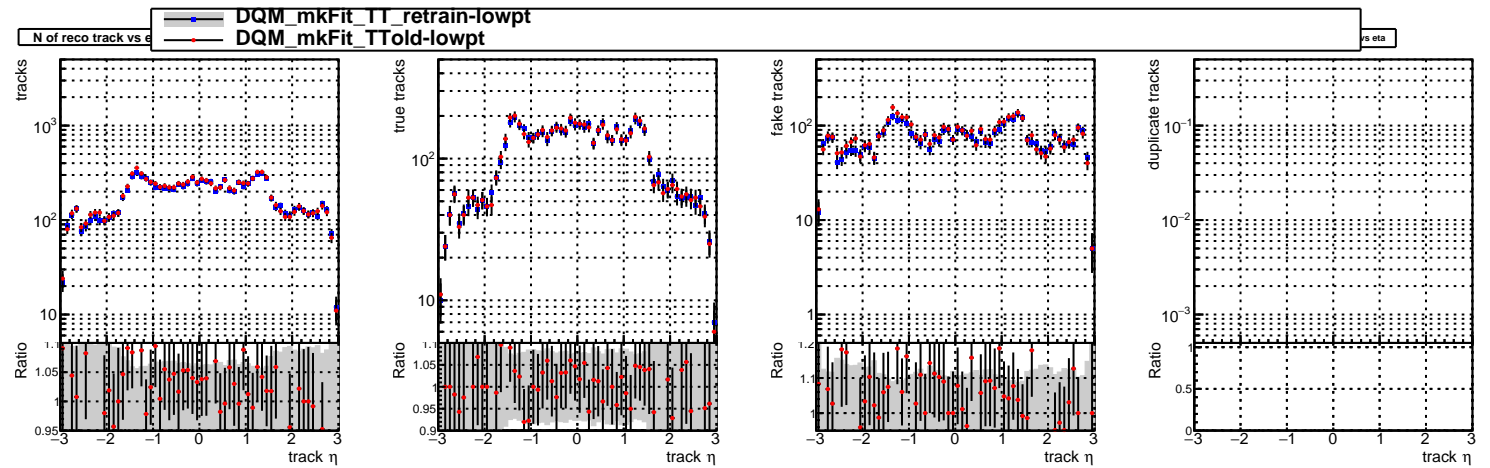 DQM_mkFit_TT_retrain-lowpt
DQM_mkFit_TTold-lowpt
N of reco track vs e
vs eta
tracks
10³
10²
10
Ratio
1.1
1.05
1
0.95
−3 −2 −1 0 1 2 3
track η
true tracks
10²
10
Ratio
1.05
1
0.95
0.9
−3 −2 −1 0 1 2 3
track η
fake tracks
10²
10
1
Ratio
1.2
1.1
1
−3 −2 −1 0 1 2 3
track η
duplicate tracks
10⁻¹
10⁻²
10⁻³
Ratio
1
0.5
0
−3 −2 −1 0 1 2 3
track η